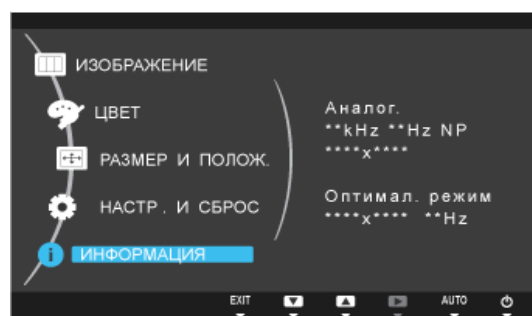 ИЗОБРАЖЕНИЕ
ЦВЕТ
РАЗМЕР И ПОЛОЖ.
НАСТР. И СБРОС
ИНФОРМАЦИЯ
Аналог.
**kHz **Hz NP
****x****
Оптимал. режим
****x**** **Hz
EXIT
AUTO